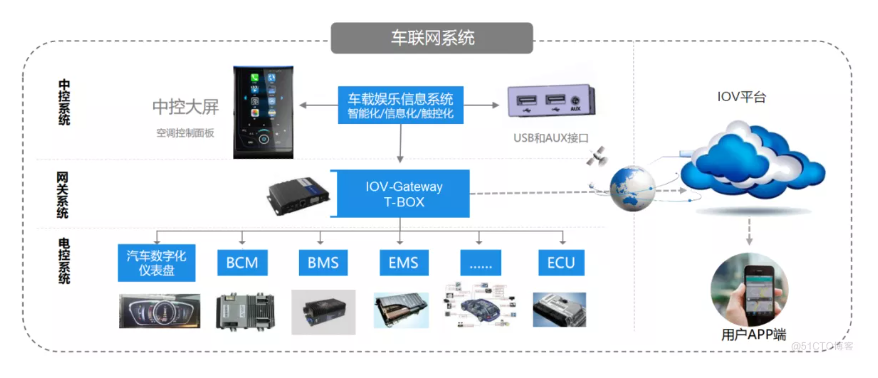 车联网系统
中控系统
中控大屏
空调控制面板
车载娱乐信息系统
智能化/信息化/触控化
AUX
USB和AUX接口
IOV平台
网关系统
IOV-Gateway
T-BOX
电控系统
汽车数字化
仪表盘
BCM
BMS
EMS
......
ECU
用户APP端
@51CTO博客